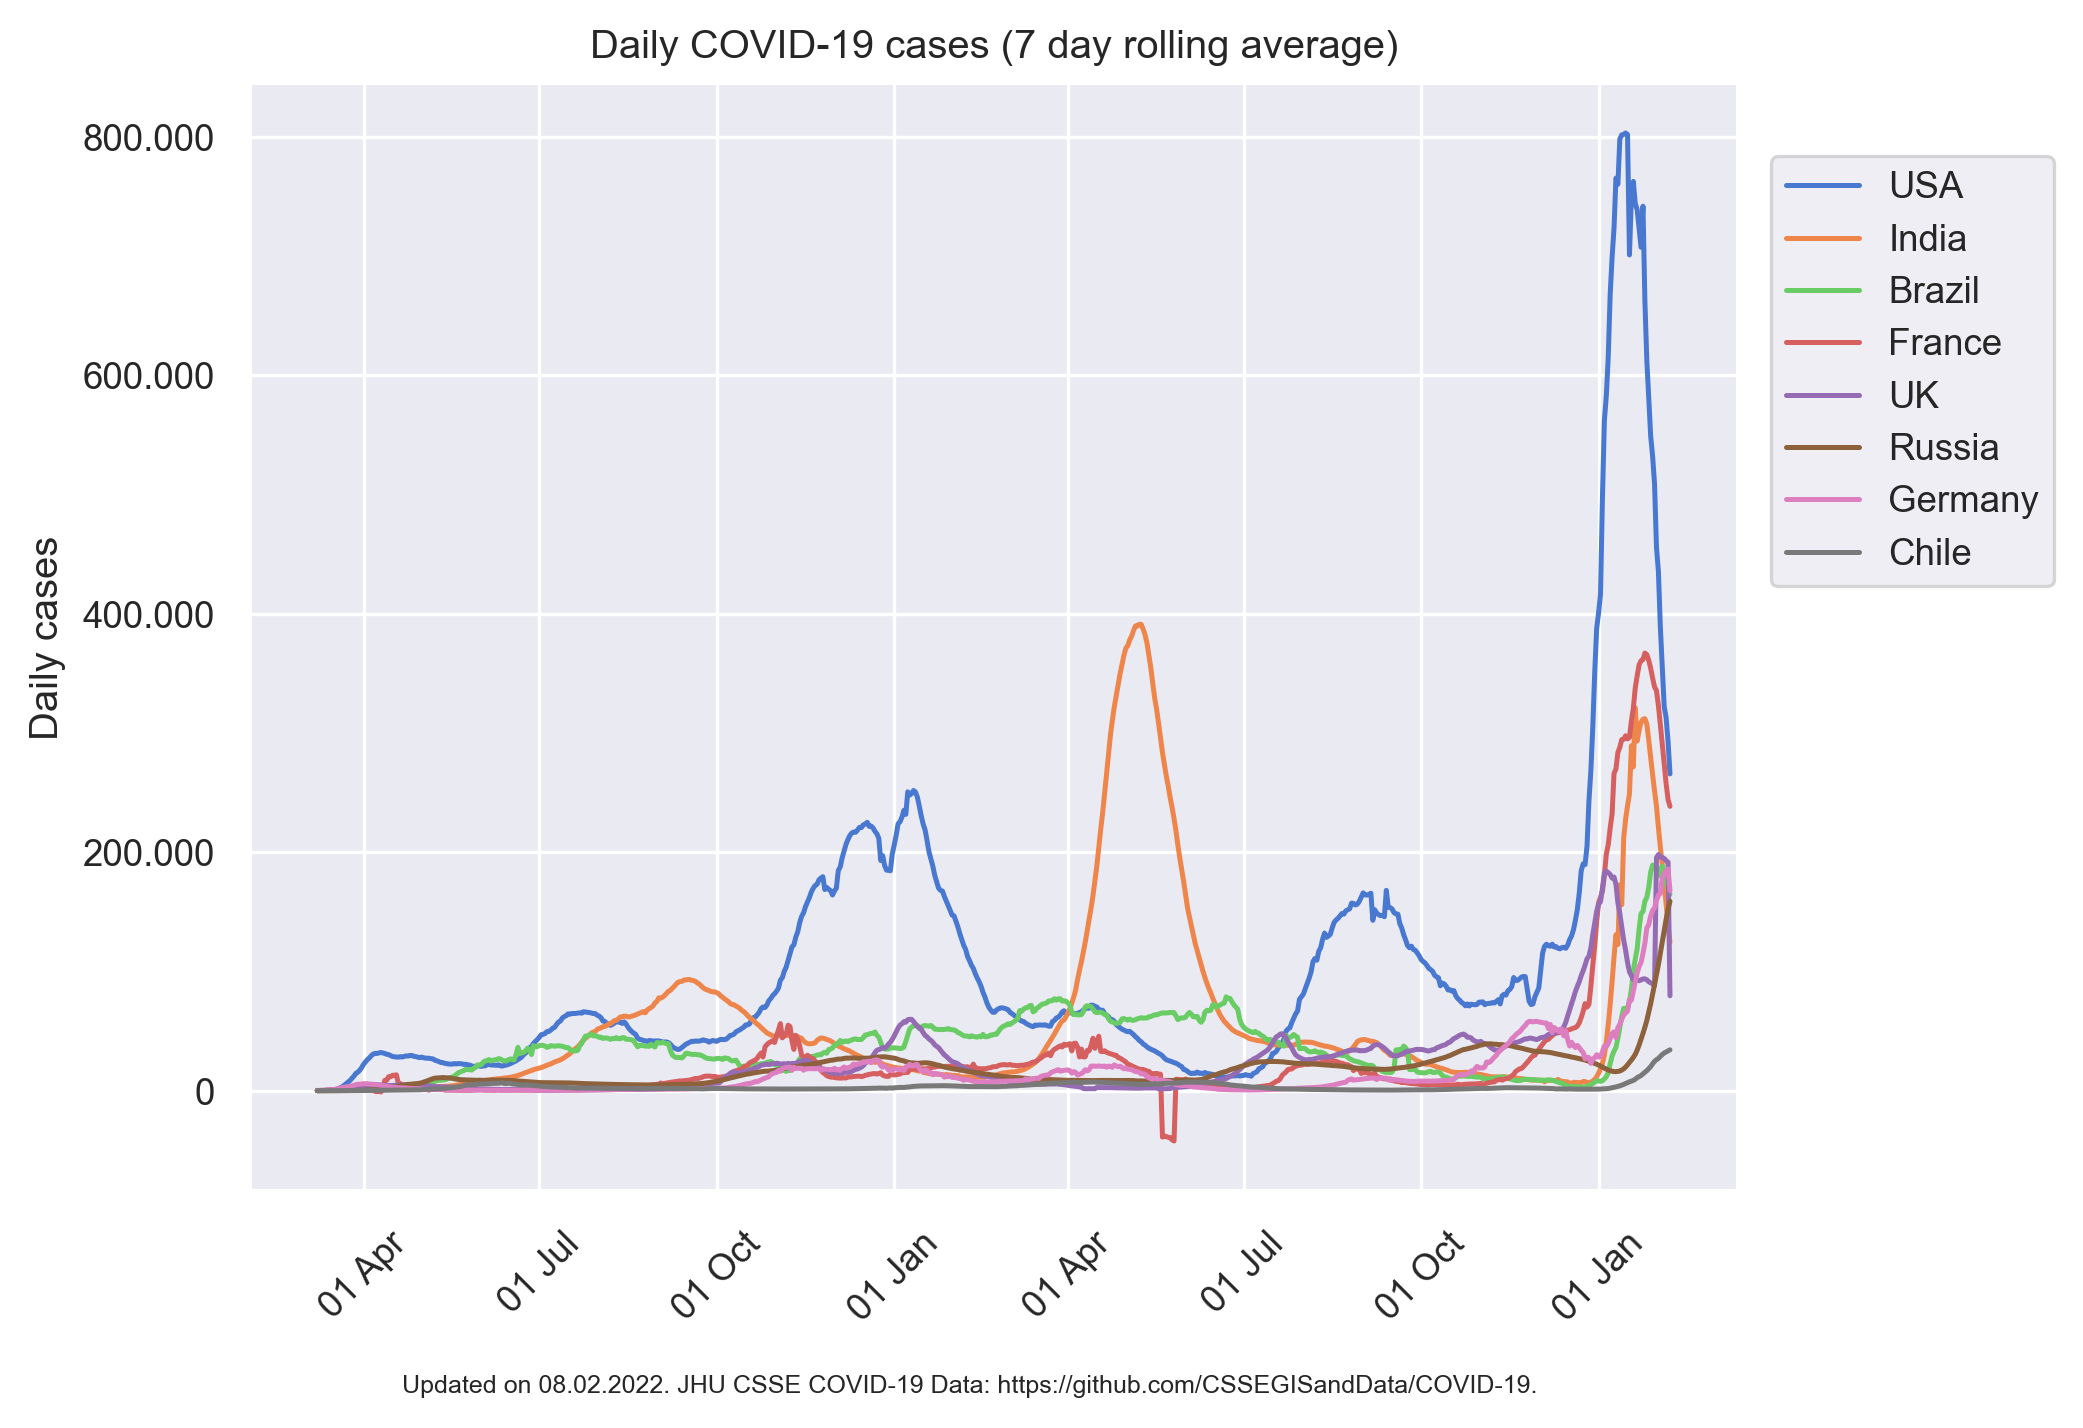 Daily COVID-19 cases (7 day rolling average)
800.000
600.000
400.000
200.000
0
Daily cases
USA
India
Brazil
France
UK
Russia
Germany
Chile
01 Apr
01 Jul
01 Oct
01 Jan
01 Apr
01 Jul
01 Oct
01 Jan
Updated on 08.02.2022. JHU CSSE COVID-19 Data: https://github.com/CSSEGISandData/COVID-19.